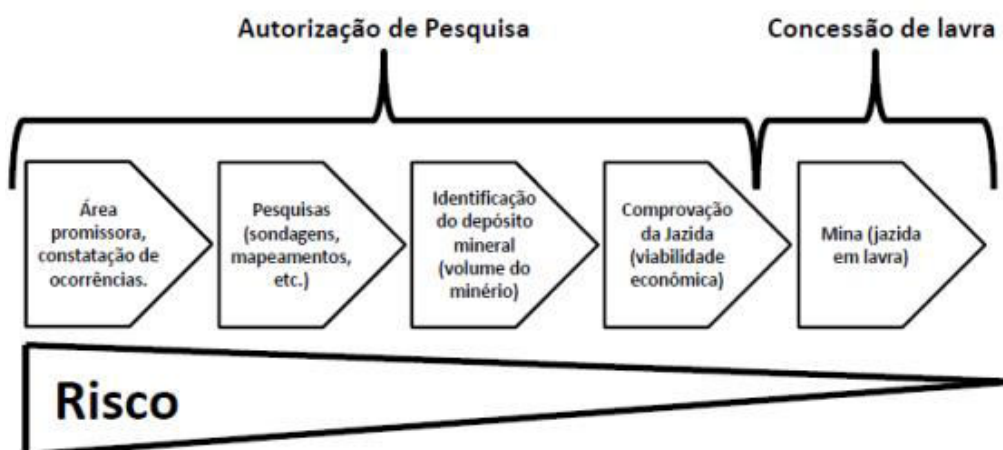 Autorização de Pesquisa
Concessão de lavra
Área
promissora,
constatação de
ocorrências.
Pesquisas
(sondagens,
mapeamentos,
etc.)
Identificação
do depósito
mineral
(volume do
minério)
Comprovação
da Jazida
(viabilidade
econômica)
Mina (jazida
em lavra)
Risco